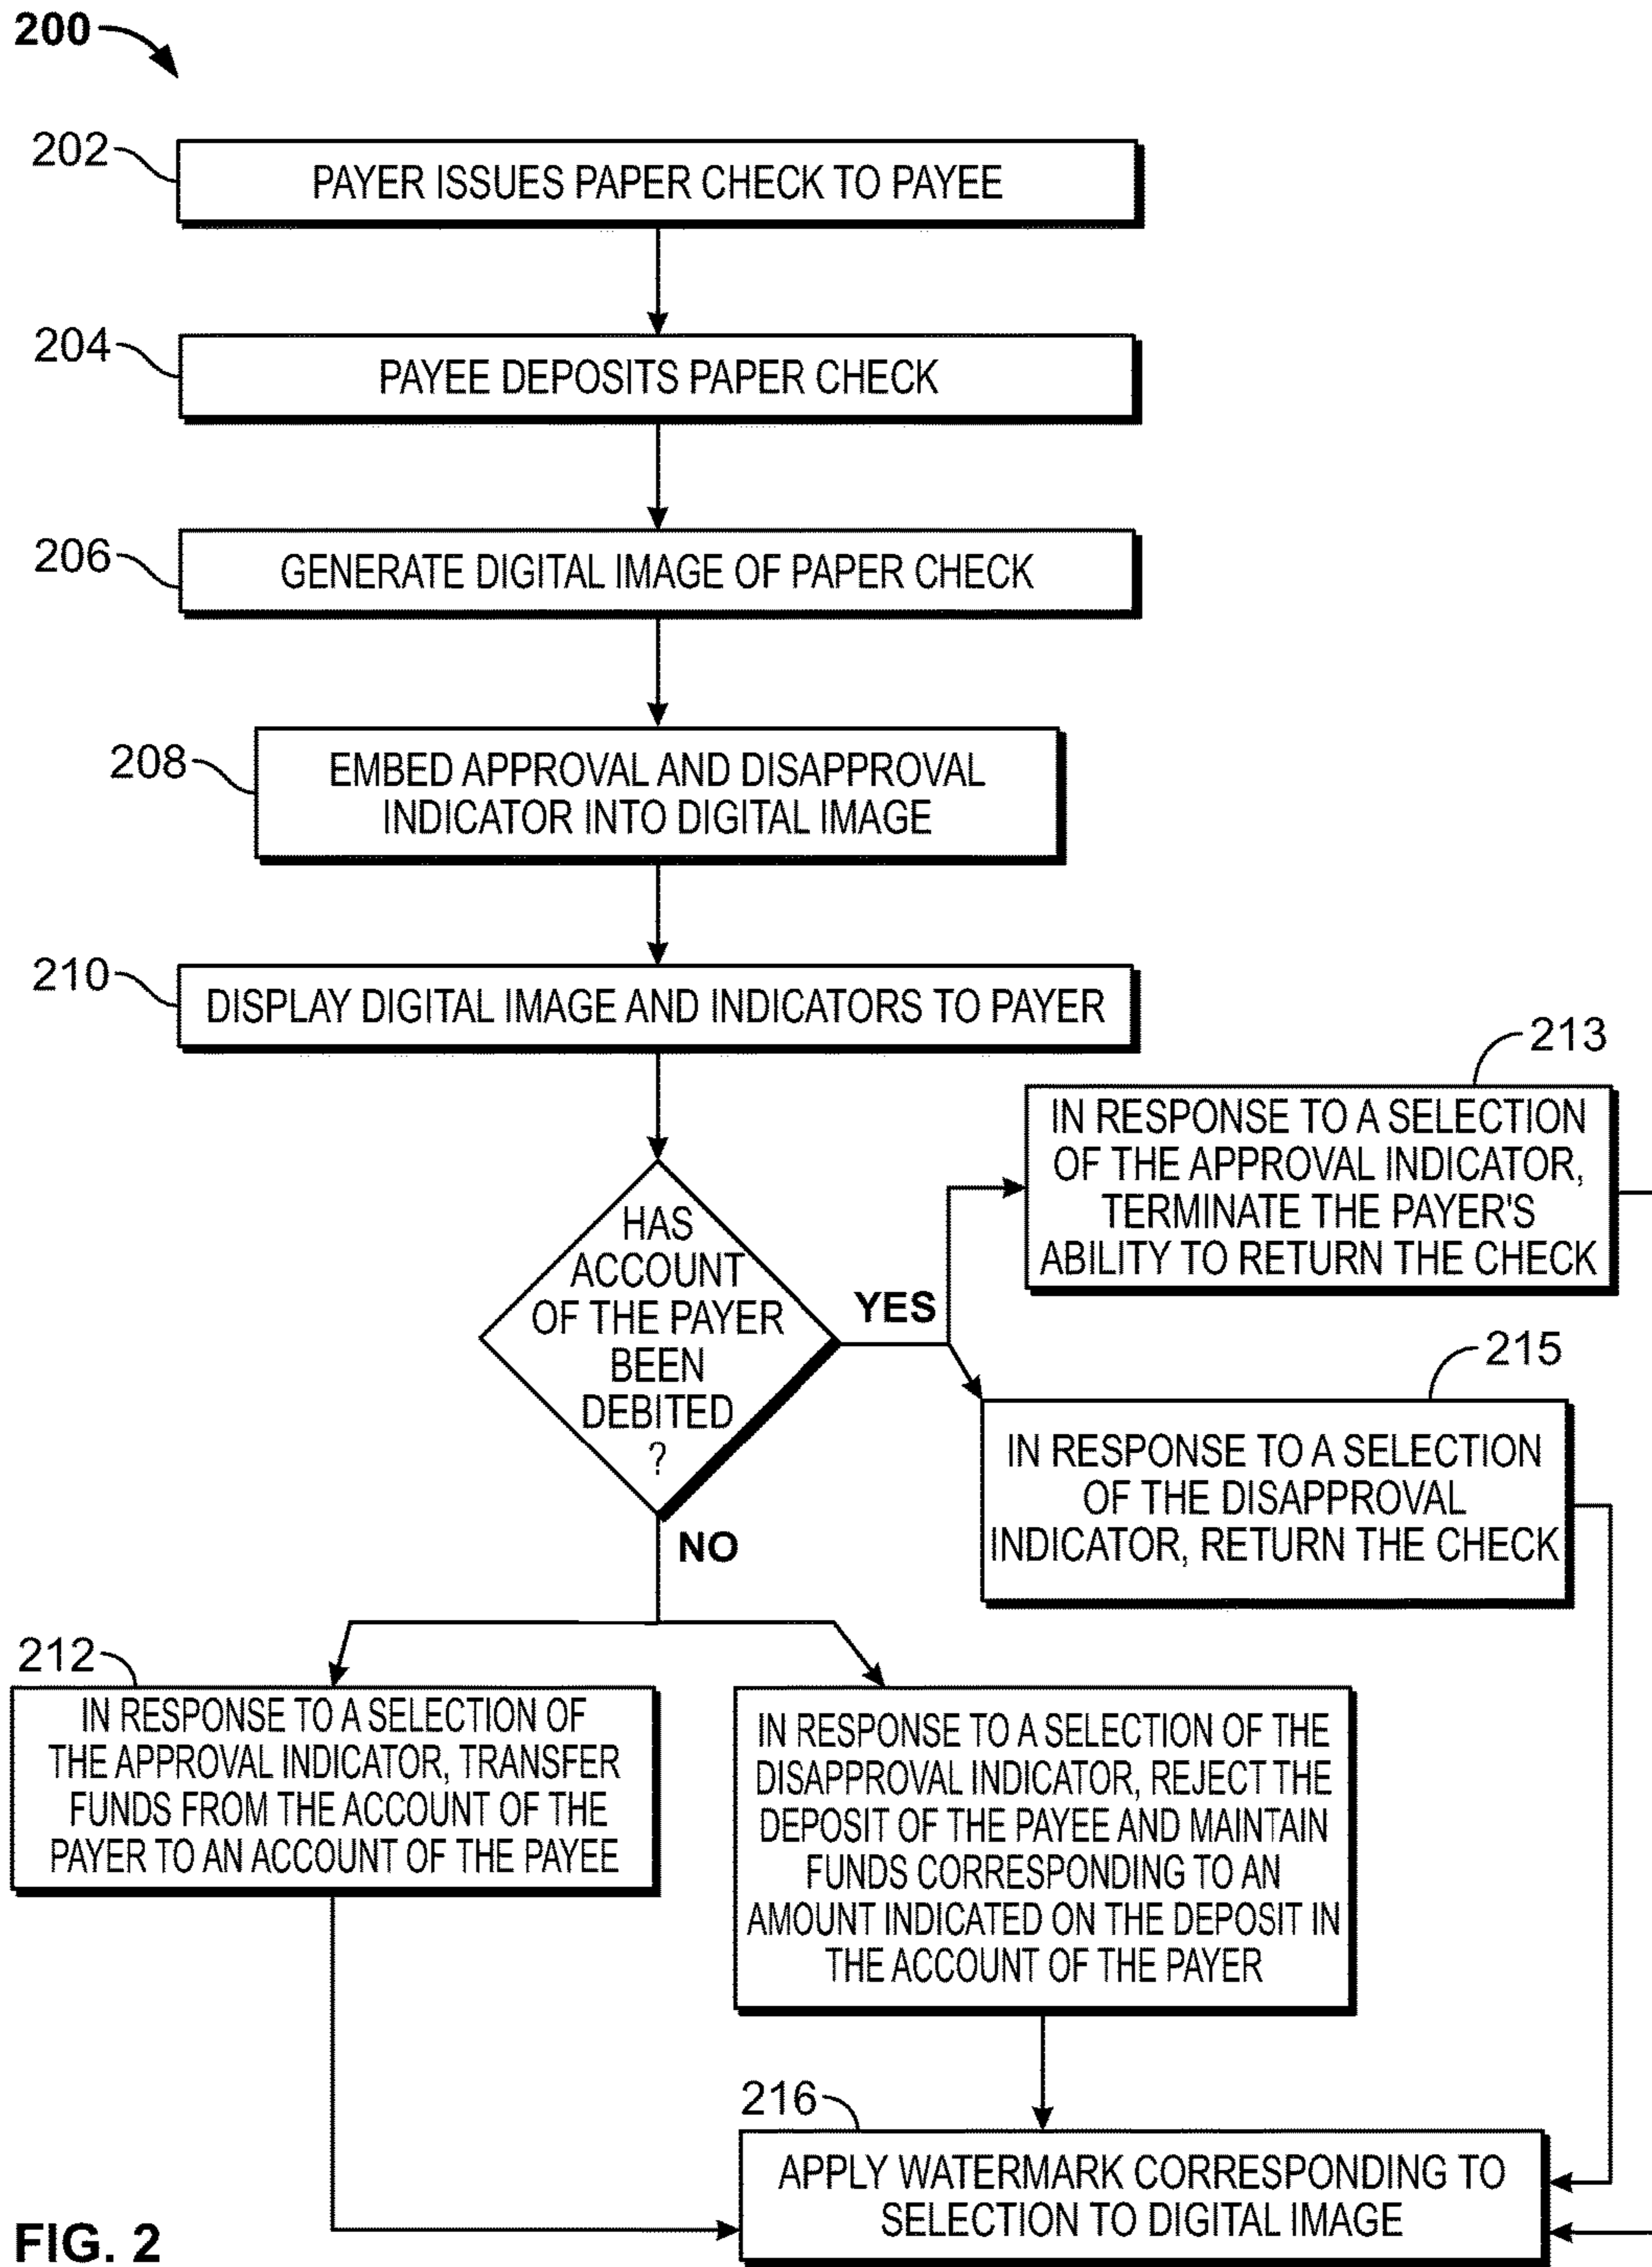 200
202
PAYER ISSUES PAPER CHECK TO PAYEE
204
PAYEE DEPOSITS PAPER CHECK
206
GENERATE DIGITAL IMAGE OF PAPER CHECK
208
EMBED APPROVAL AND DISAPPROVAL
INDICATOR INTO DIGITAL IMAGE
210
DISPLAY DIGITAL IMAGE AND INDICATORS TO PAYER
HAS
ACCOUNT
OF THE PAYER
BEEN
DEBITED
?
YES
213
IN RESPONSE TO A SELECTION
OF THE APPROVAL INDICATOR,
TERMINATE THE PAYER'S
ABILITY TO RETURN THE CHECK
215
IN RESPONSE TO A SELECTION
OF THE DISAPPROVAL
INDICATOR, RETURN THE CHECK
NO
212
IN RESPONSE TO A SELECTION OF
THE APPROVAL INDICATOR, TRANSFER
FUNDS FROM THE ACCOUNT OF THE
PAYER TO AN ACCOUNT OF THE PAYEE
IN RESPONSE TO A SELECTION OF THE
DISAPPROVAL INDICATOR, REJECT THE
DEPOSIT OF THE PAYEE AND MAINTAIN
FUNDS CORRESPONDING TO AN
AMOUNT INDICATED ON THE DEPOSIT IN
THE ACCOUNT OF THE PAYER
216
APPLY WATERMARK CORRESPONDING TO
SELECTION TO DIGITAL IMAGE
FIG. 2